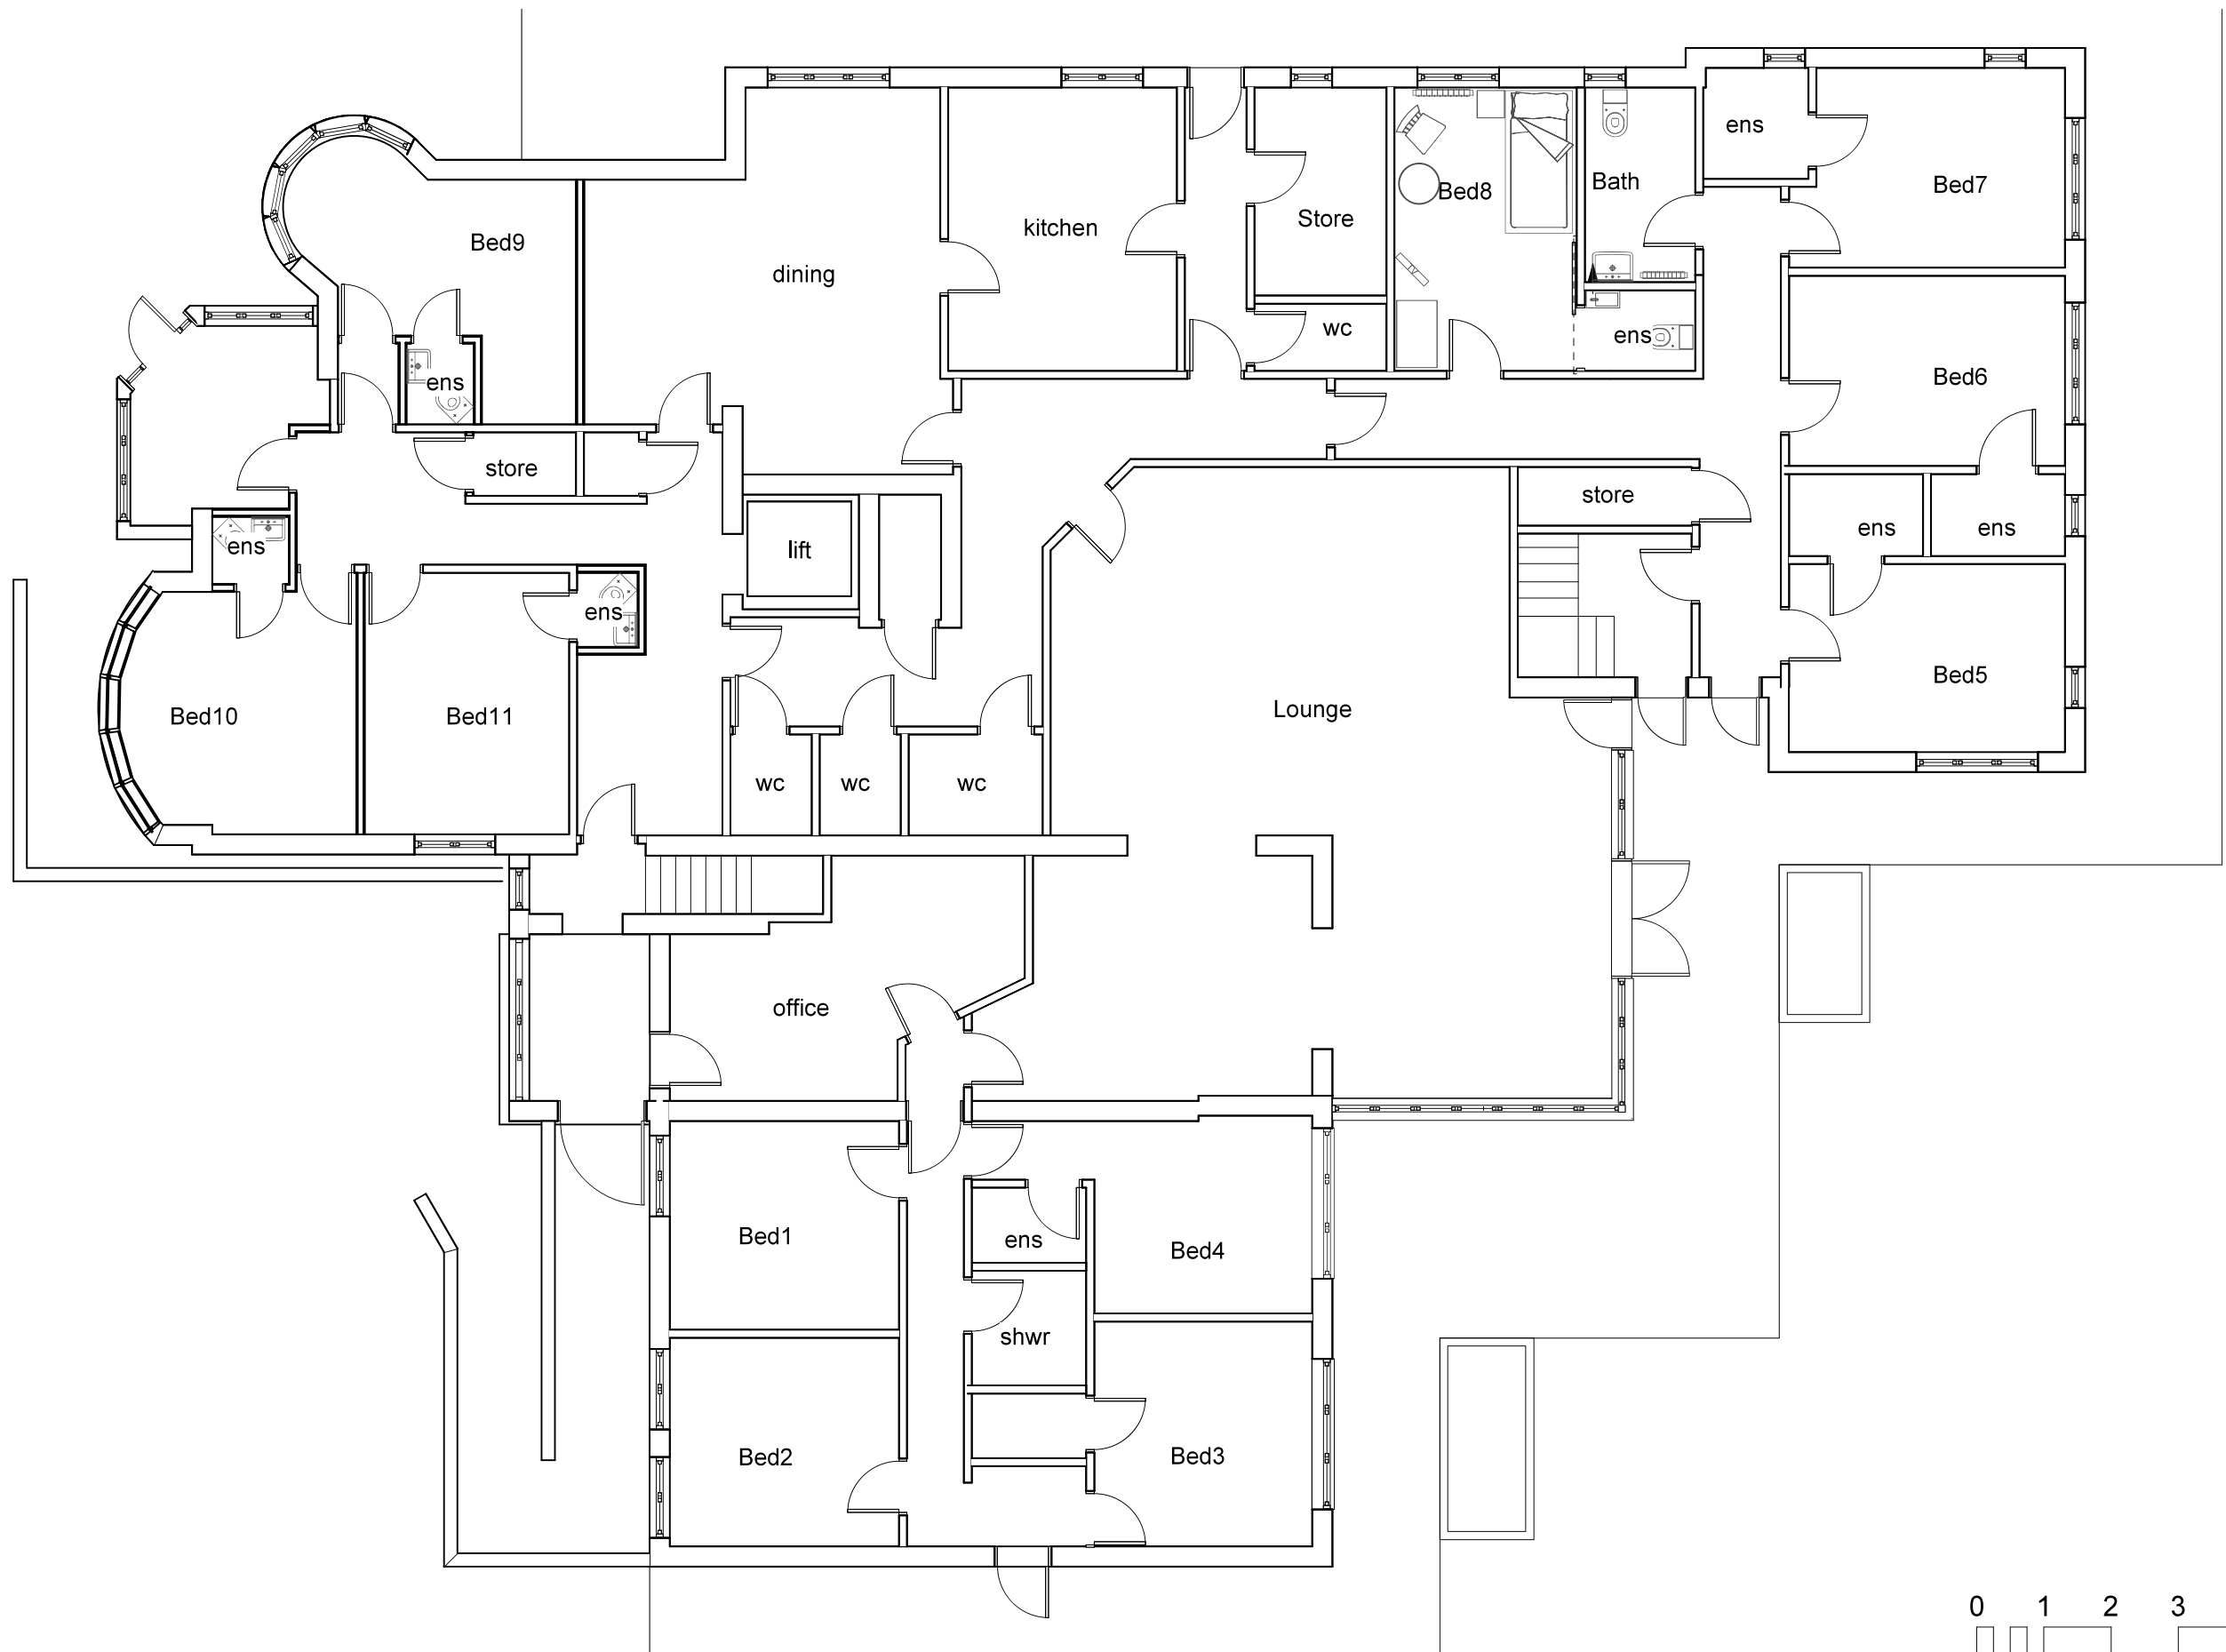 ens
Bath
Bed7
Bed8
Store
kitchen
Bed9
dining
wc
ens
Bed6
ens
store
store
ens
ens
lift
ens
ens
Bed5
Bed10
Bed11
Lounge
wc
wc
wc
office
Bed1
ens
Bed4
shwr
Bed2
Bed3
0 1 2 3